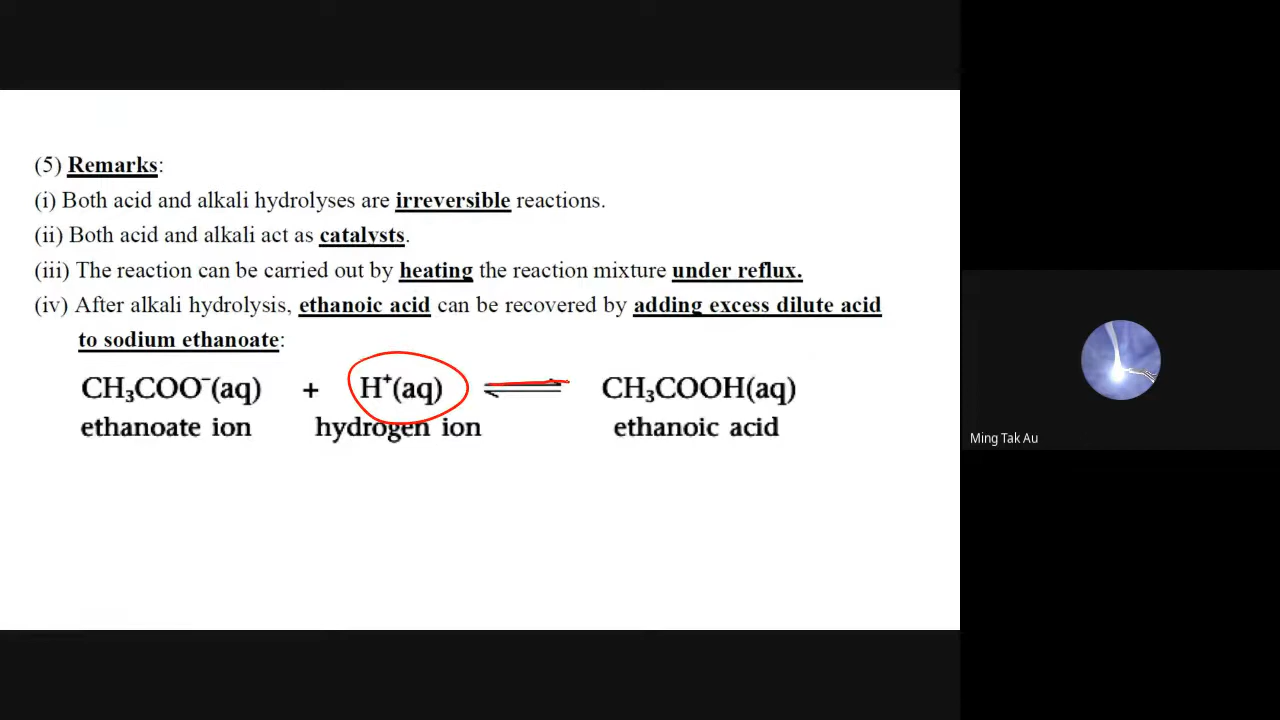 (5) Remarks:
(i) Both acid and alkali hydrolyses are irreversible reactions.
(ii) Both acid and alkali act as catalysts.
(iii) The reaction can be carried out by heating the reaction mixture under reflux.
(iv) After alkali hydrolysis, ethanoic acid can be recovered by adding excess dilute acid
to sodium ethanoate:
CH₃COO⁻(aq) + H⁺(aq) ⇌ CH₃COOH(aq)
ethanoate ion hydrogen ion ethanoic acid
Ming Tak Au